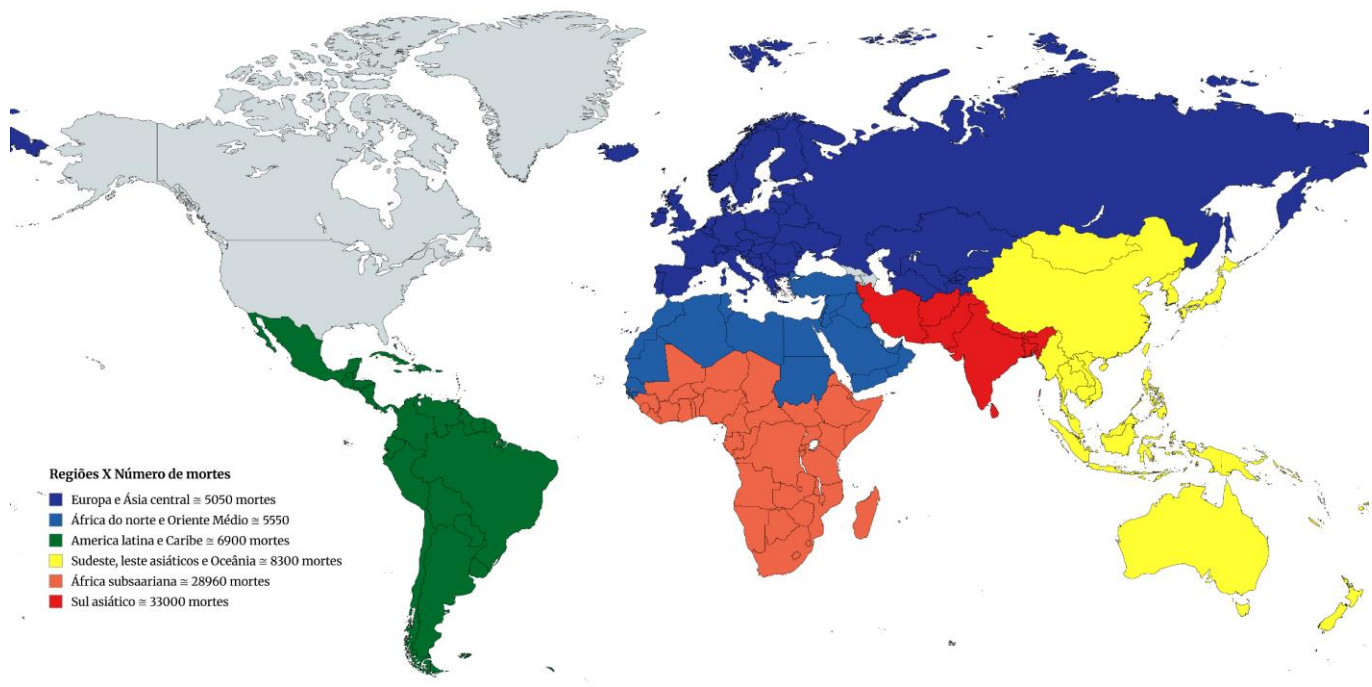 Regiões X Número de mortes
Europa e Ásia central ≅ 5050 mortes
África do norte e Oriente Médio ≅ 5550
America latina e Caribe ≅ 6900 mortes
Sudeste, leste asiáticos e Oceânia ≅ 8300 mortes
África subsaariana ≅ 28960 mortes
Sul asiático ≅ 33000 mortes